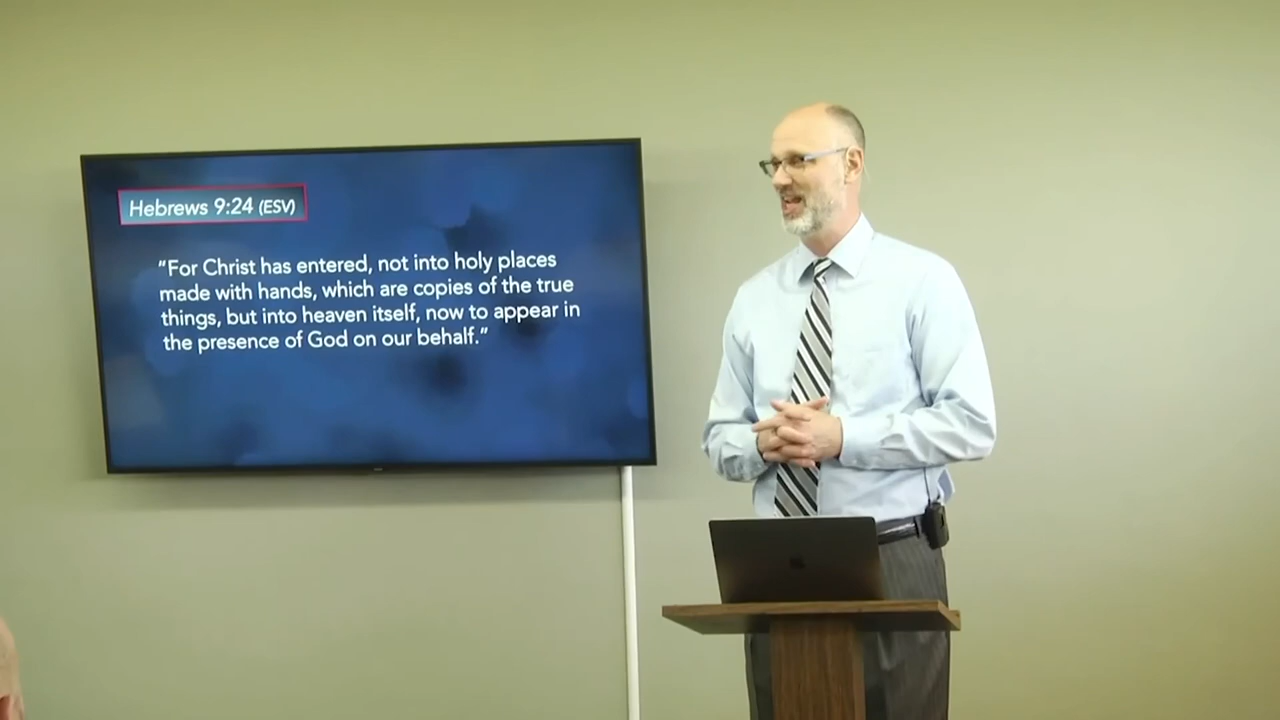 Hebrews 9:24 (ESV)
“For Christ has entered, not into holy places
made with hands, which are copies of the true
things, but into heaven itself, now to appear in
the presence of God on our behalf.”